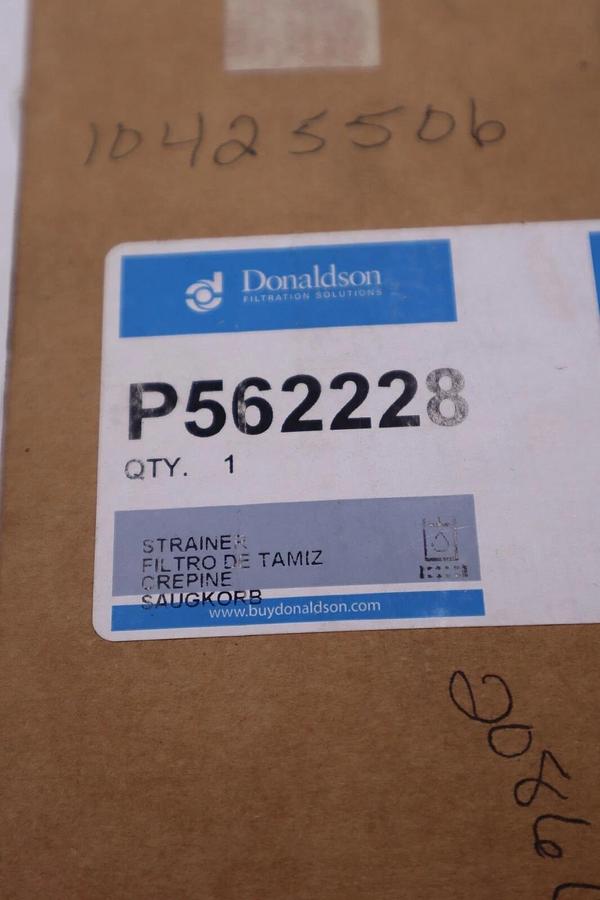 10425506
Donaldson
FILTRATION SOLUTIONS
P562228
QTY. 1
STRAINER
FILTRO DE TAMIZ
CREPINE
SAUGKORB
www.buydonaldson.com